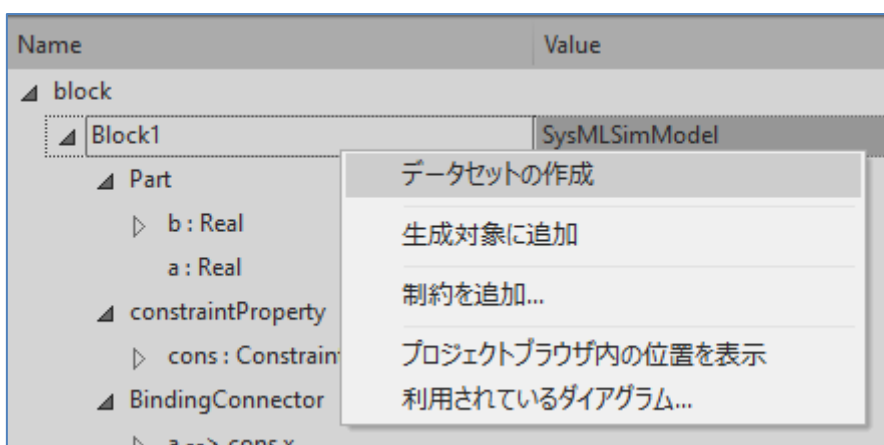 Name Value
block
Block1 SysMLSimModel
データセットの作成
Part
b : Real
生成対象に追加
a : Real
制約を追加...
constraintProperty
プロジェクトブラウザ内の位置を表示
cons : Constrain
BindingConnector
利用されているダイアグラム...
a --> cons.x